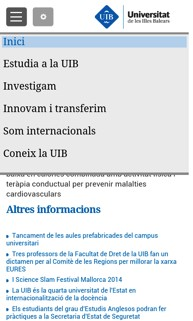 UIB
Universitat
de les Illes Balears
Inici
Estudia a la UIB
Investigam
Innovam i transferim
Som internacionals
Coneix la UIB
teràpia conductual per prevenir malalties
cardiovasculars
Altres informacions
Tancament de les aules prefabricades del campus
universitari
Tres professors de la Facultat de Dret de la UIB fan un
dictamen per al Comitè de les Regions per millorar la xarxa
EURES
I Science Slam Festival Mallorca 2014
La UIB és la quarta universitat de l'Estat en
internacionalització de la docència
Els estudiants del grau d'Estudis Anglesos podran fer
pràctiques a la Secretaria d'Estat de Seguretat